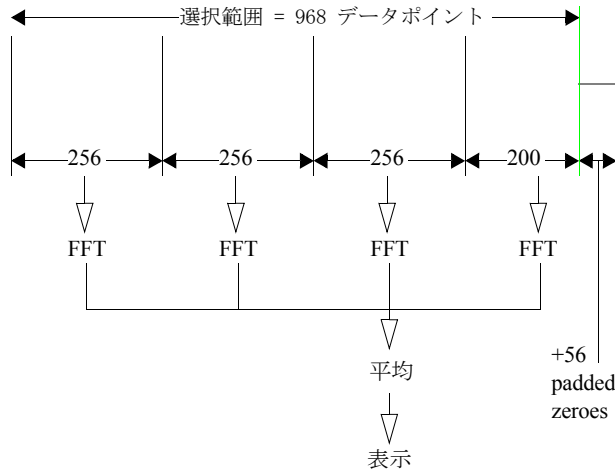 選択範囲 = 968 データポイント
256 256 256 200
FFT FFT FFT FFT
平均
+56
padded
zeroes
表示